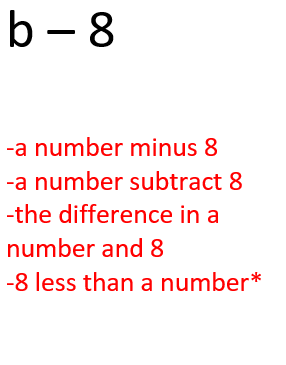 b – 8
-a number minus 8
-a number subtract 8
-the difference in a
number and 8
-8 less than a number*